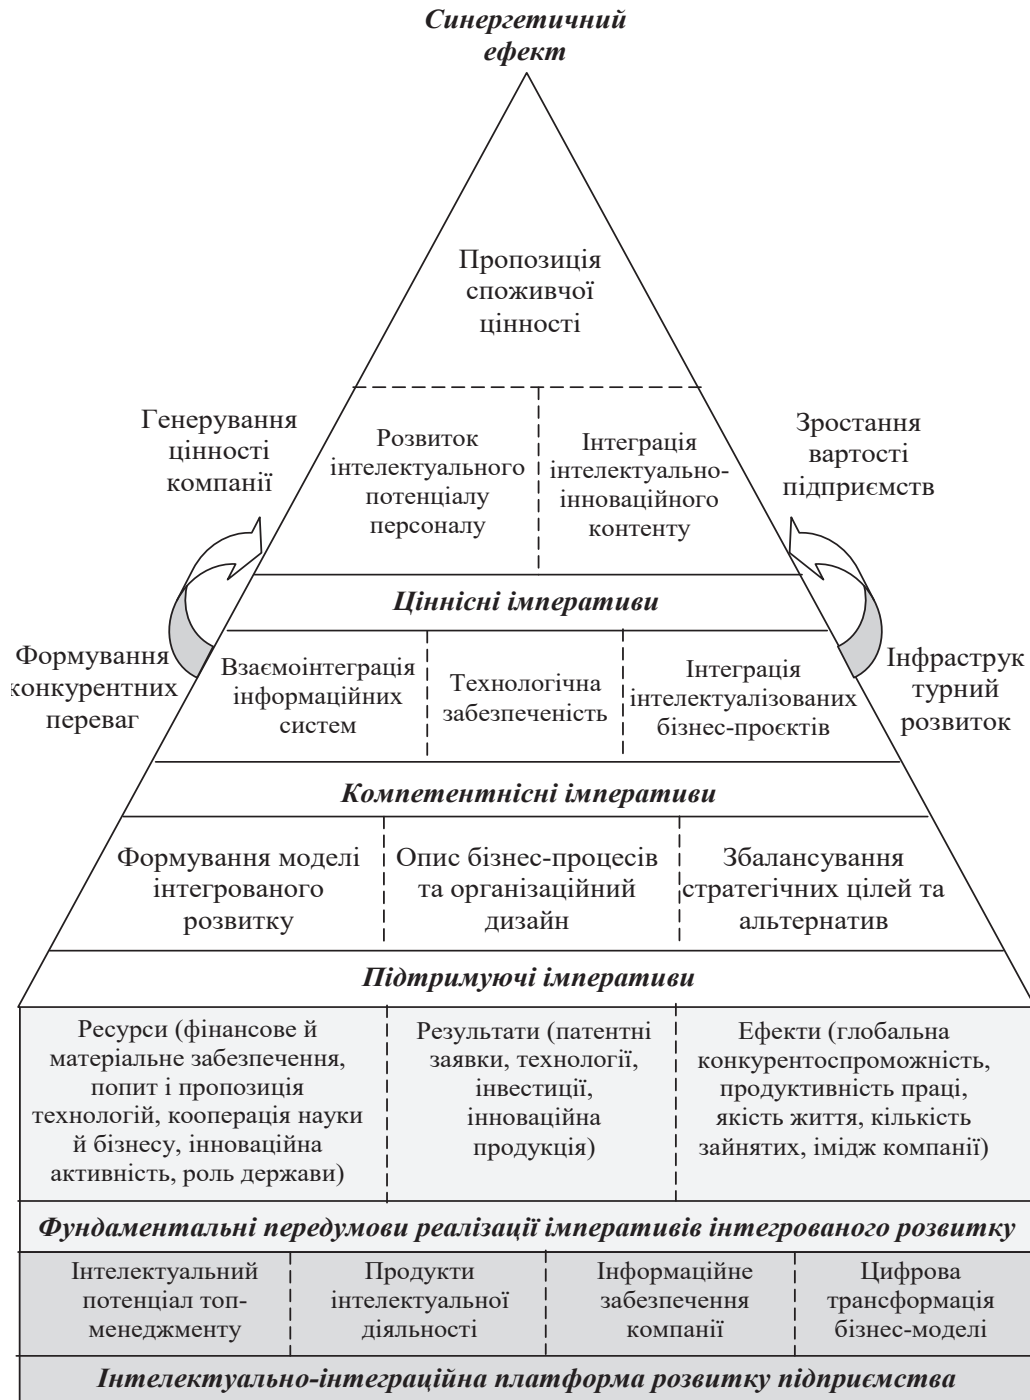 Синергетичний
ефект
Пропозиція
споживчої
цінності
Генерування
цінності
компанії
Розвиток
інтелектуального
потенціалу
персоналу
Інтеграція
інтелектуально-
інноваційного
контенту
Зростання
вартості
підприємств
Ціннісні імперативи
Формування
конкурентних
переваг
Взаємоінтеграція
інформаційних
систем
Технологічна
забезпеченість
Інтеграція
інтелектуалізованих
бізнес-проєктів
Інфраструк
турний
розвиток
Компетентнісні імперативи
Формування моделі
інтегрованого
розвитку
Опис бізнес-процесів
та організаційний
дизайн
Збалансування
стратегічних цілей та
альтернатив
Підтримуючі імперативи
Ресурси (фінансове й
матеріальне забезпечення,
попит і пропозиція
технологій, кооперація науки
й бізнесу, інноваційна
активність, роль держави)
Результати (патентні
заявки, технології,
інвестиції,
інноваційна
продукція)
Ефекти (глобальна
конкурентоспроможність,
продуктивність праці,
якість життя, кількість
зайнятих, імідж компанії)
Фундаментальні передумови реалізації імперативів інтегрованого розвитку
Інтелектуальний
потенціал топ-
менеджменту
Продукти
інтелектуальної
діяльності
Інформаційне
забезпечення
компанії
Цифрова
трансформація
бізнес-моделі
Інтелектуально-інтеграційна платформа розвитку підприємства